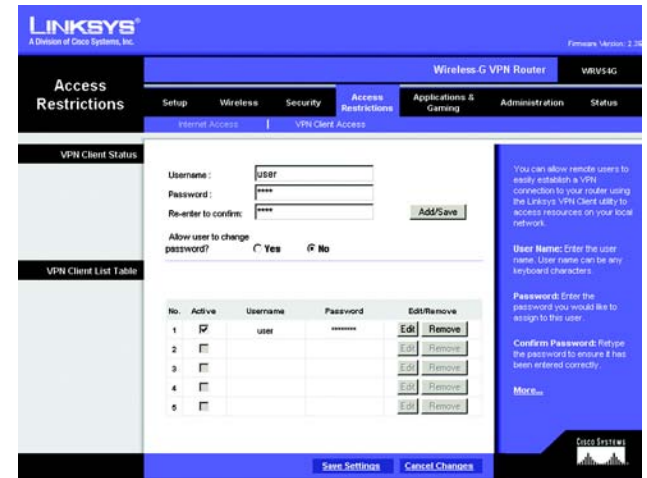 LINKSYS®
A Division of Cisco Systems, Inc.
Firmware Version: 2.39
Wireless-G VPN Router WRV54G
Access Restrictions
Setup Wireless Security Access Restrictions Applications & Gaming Administration Status
Internet Access | VPN Client Access
VPN Client Status
Username : user
Password : ****
Re-enter to confirm: ****
Add/Save
Allow user to change
password? Yes No
VPN Client List Table
No. Active Username Password Edit/Remove
1 user ******** Edit Remove
2 Edit Remove
3 Edit Remove
4 Edit Remove
5 Edit Remove
You can allow remote users to
easily establish a VPN
connection to your router using
the Linksys VPN Client utility to
access resources on your local
network.
User Name: Enter the user
name. User name can be any
keyboard characters.
Password: Enter the
password you would like to
assign to this user.
Confirm Password: Retype
the password to ensure it has
been entered correctly.
More...
Save Settings Cancel Changes
CISCO SYSTEMS